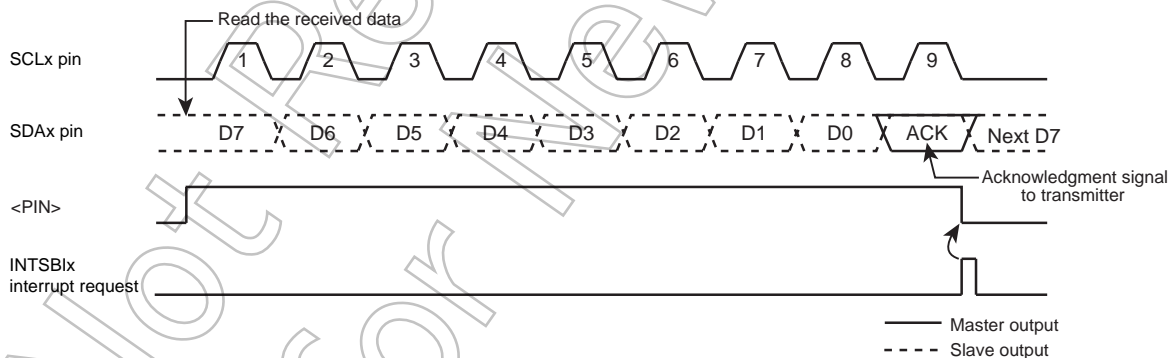 Read the received data
SCLx pin
1 2 3 4 5 6 7 8 9
SDAx pin
D7 D6 D5 D4 D3 D2 D1 D0 ACK Next D7
Acknowledgment signal
to transmitter
<PIN>
INTSBIx
interrupt request
Master output
Slave output